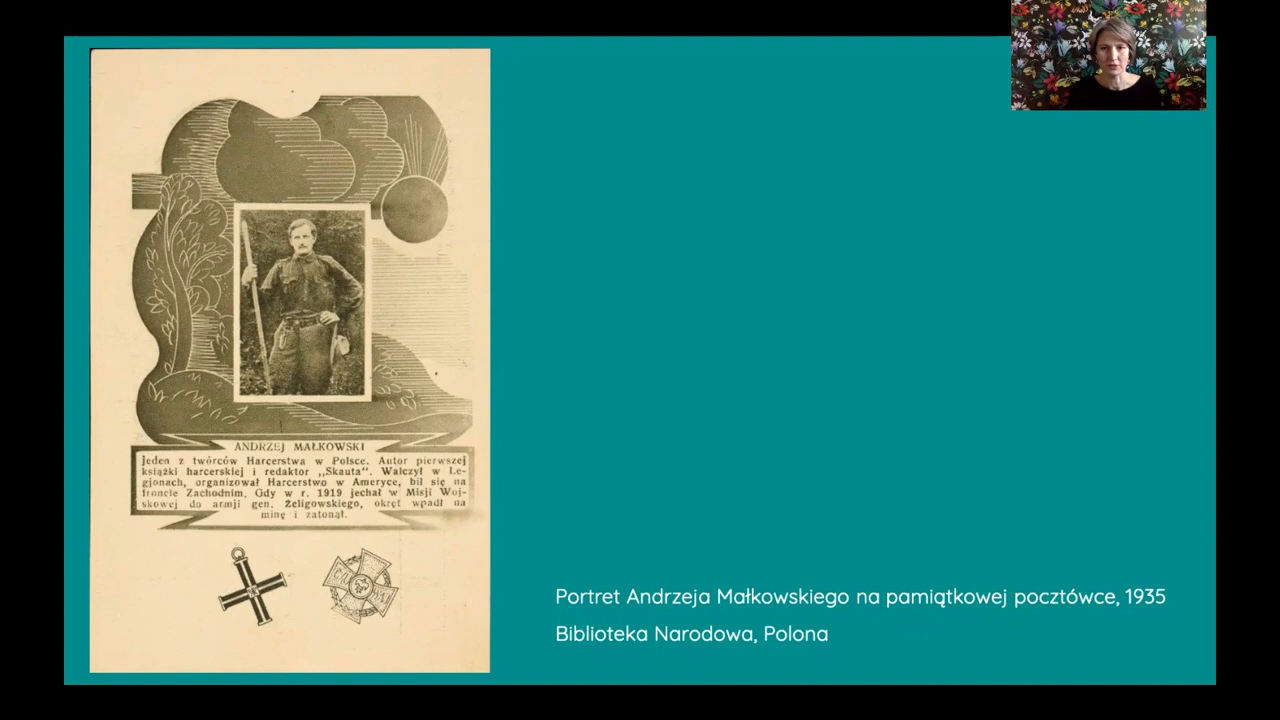 ANDRZEJ MAŁKOWSKI
jeden z twórców Harcerstwa w Polsce. Autor pierwszej
książki harcerskiej i redaktor ,,Skauta". Walczył w Le-
gjonach, organizował Harcerstwo w Ameryce, bił się na
froncie Zachodnim. Gdy w r. 1919 jechał w Misji Woj-
skowej do armji gen. Żeligowskiego, okręt wpadł na
minę i zatonął.
Portret Andrzeja Małkowskiego na pamiątkowej pocztówce, 1935
Biblioteka Narodowa, Polona